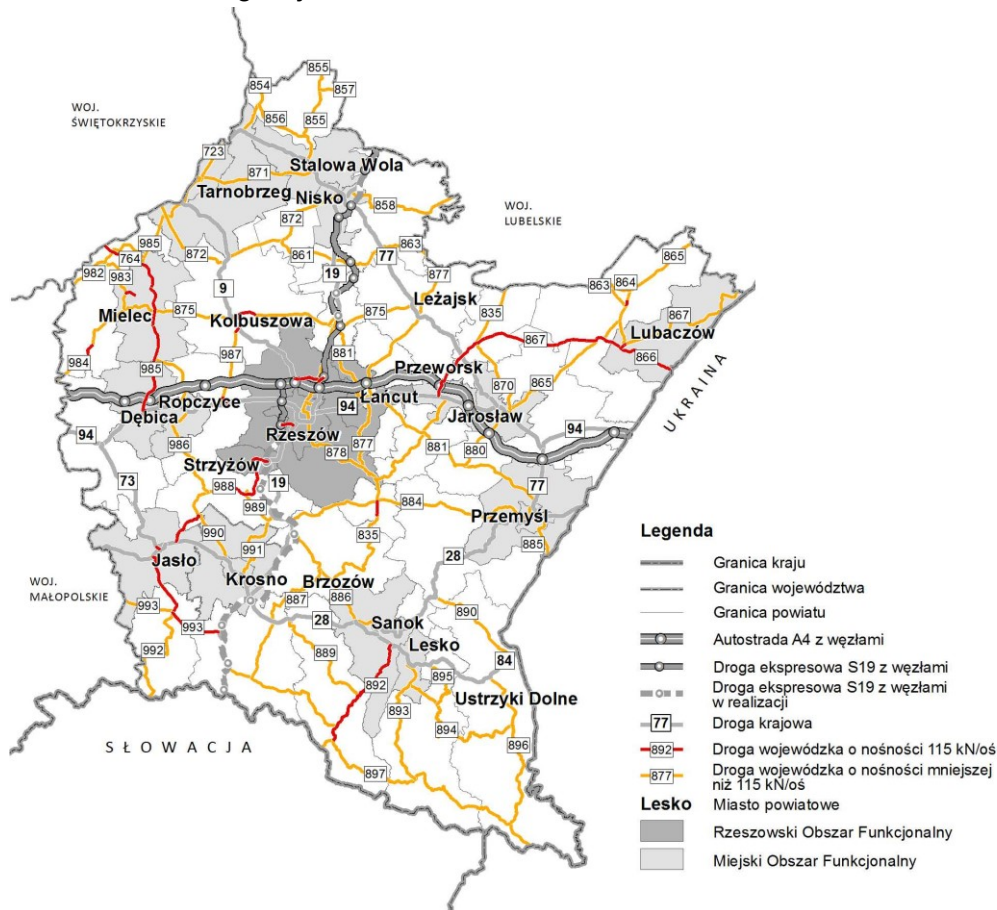 855
854
857
WOJ.
ŚWIĘTOKRZYSKIE
856
855
723
Stalowa Wola
871
Tarnobrzeg
Nisko
858
WOJ.
LUBELSKIE
872
985
863
764
872
861
19
77
865
982
983
877
863
864
9
Leżajsk
875
875
835
867
Mielec
Kolbuszowa
Lubaczów
867
881
866
984
987
Przeworsk
985
870
865
Ropczyce
Łańcut
UKRAINA
Dębica
94
Jarosław
94
94
Rzeszów
986
877
881
880
878
Strzyżów
73
988
19
77
884
989
Przemyśl
990
991
835
885
28
Jasło
WOJ.
MAŁOPOLSKIE
Krosno
Brzozów
993
887
886
890
993
28
Sanok
992
889
Lesko
84
895
892
Ustrzyki Dolne
893
894
896
SŁOWACJA
897
Legenda
Granica kraju
Granica województwa
Granica powiatu
Autostrada A4 z węzłami
Droga ekspresowa S19 z węzłami
Droga ekspresowa S19 z węzłami
w realizacji
77 Droga krajowa
892 Droga wojewódzka o nośności 115 kN/oś
877 Droga wojewódzka o nośności mniejszej
niż 115 kN/oś
Lesko Miasto powiatowe
Rzeszowski Obszar Funkcjonalny
Miejski Obszar Funkcjonalny